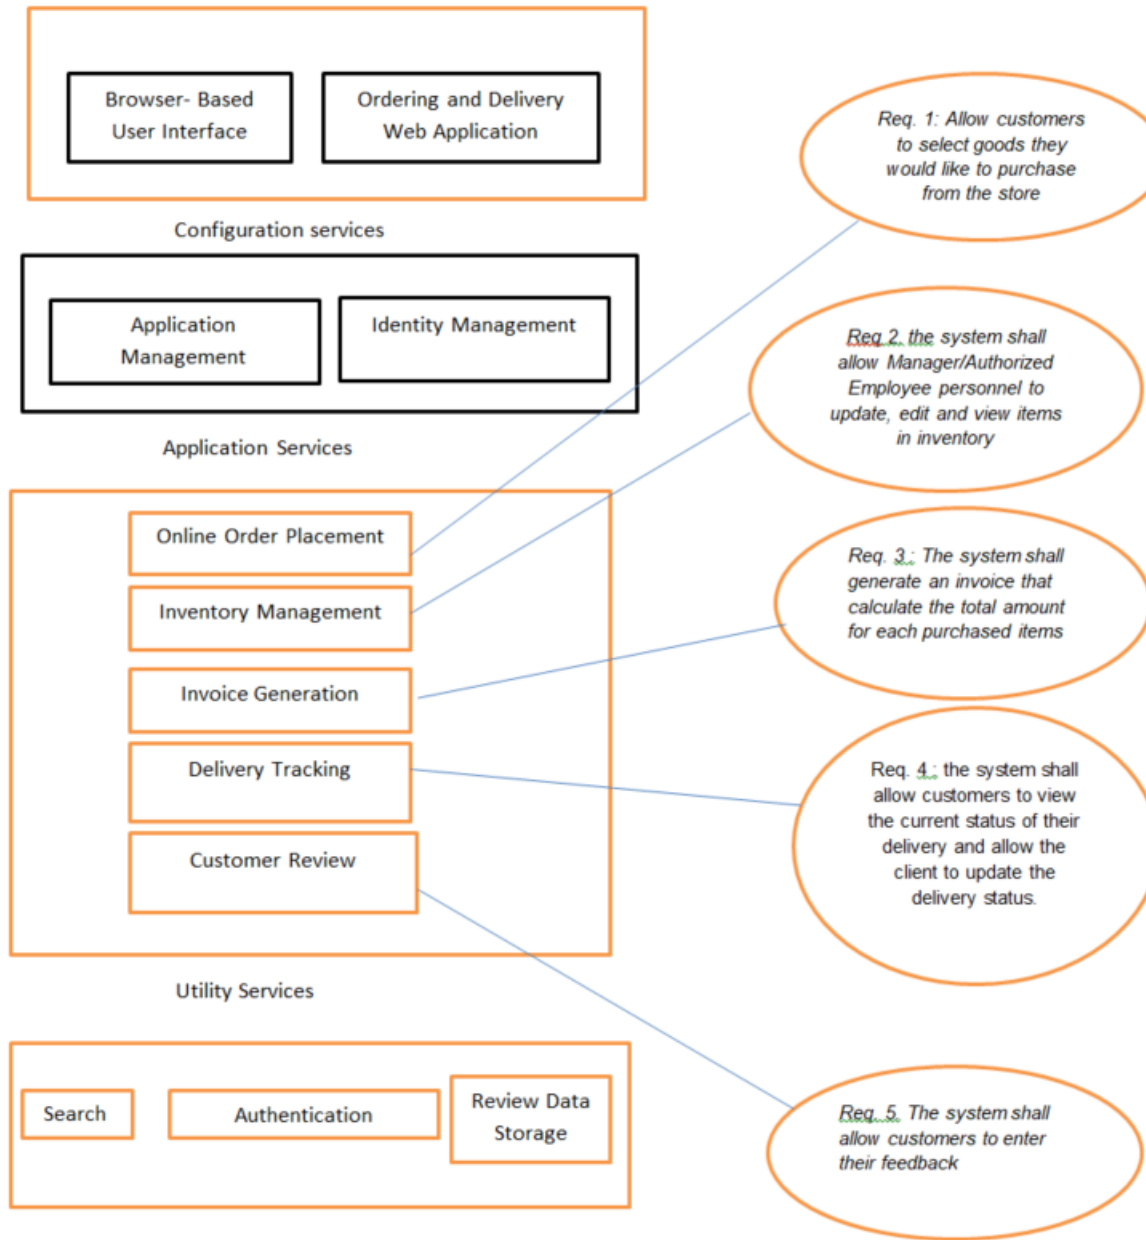 Browser- Based
User Interface
Ordering and Delivery
Web Application
Configuration services
Application
Management
Identity Management
Application Services
Online Order Placement
Inventory Management
Invoice Generation
Delivery Tracking
Customer Review
Utility Services
Search
Authentication
Review Data
Storage
Req. 1: Allow customers
to select goods they
would like to purchase
from the store
Req 2. the system shall
allow Manager/Authorized
Employee personnel to
update, edit and view items
in inventory
Req. 3 : The system shall
generate an invoice that
calculate the total amount
for each purchased items
Req. 4 : the system shall
allow customers to view
the current status of their
delivery and allow the
client to update the
delivery status.
Req. 5. The system shall
allow customers to enter
their feedback